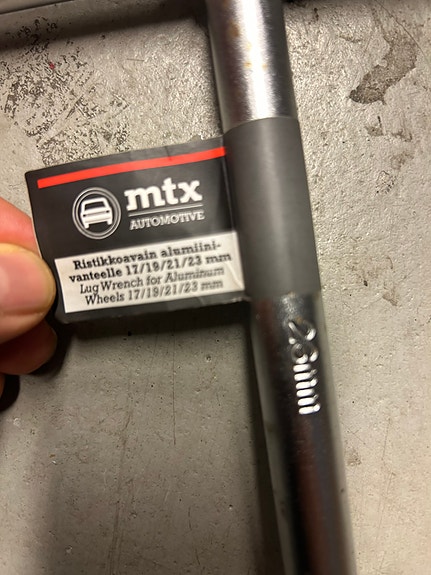 mtx
AUTOMOTIVE
Ristikkoavain alumiini-
vanteelle 17/19/21/23 mm
Lug Wrench for Aluminum
Wheels 17/19/21/23 mm
23mm